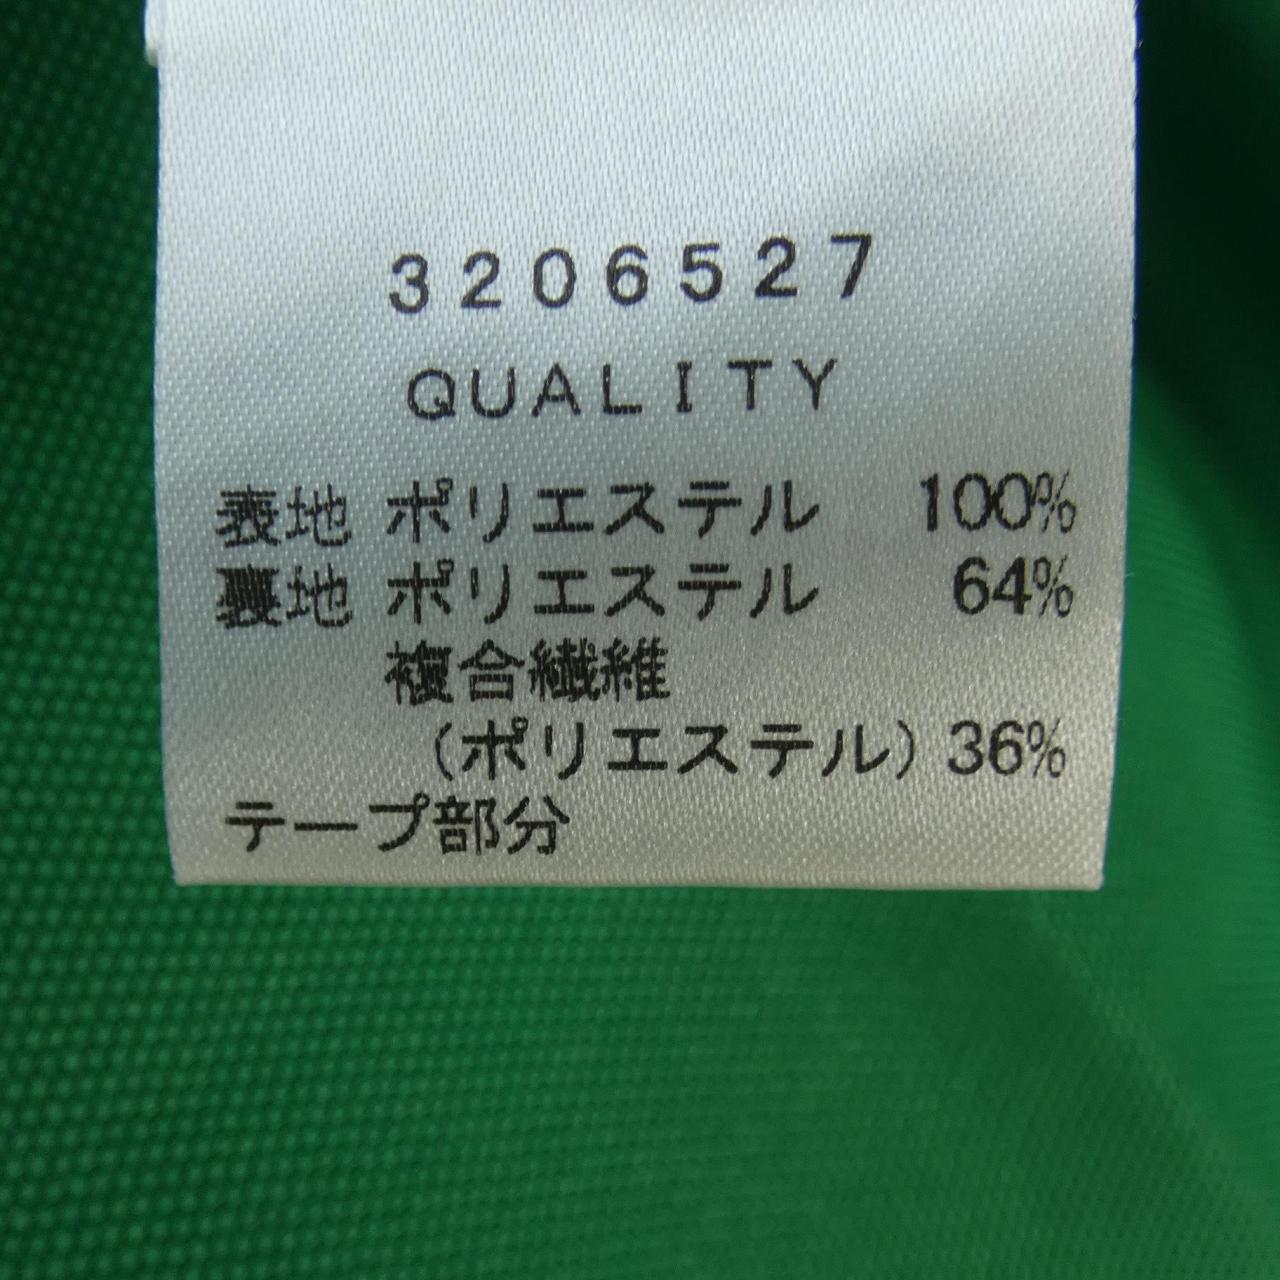 3206527
QUALITY
表地 ポリエステル 100%
裏地 ポリエステル 64%
複合繊維
(ポリエステル) 36%
テープ部分